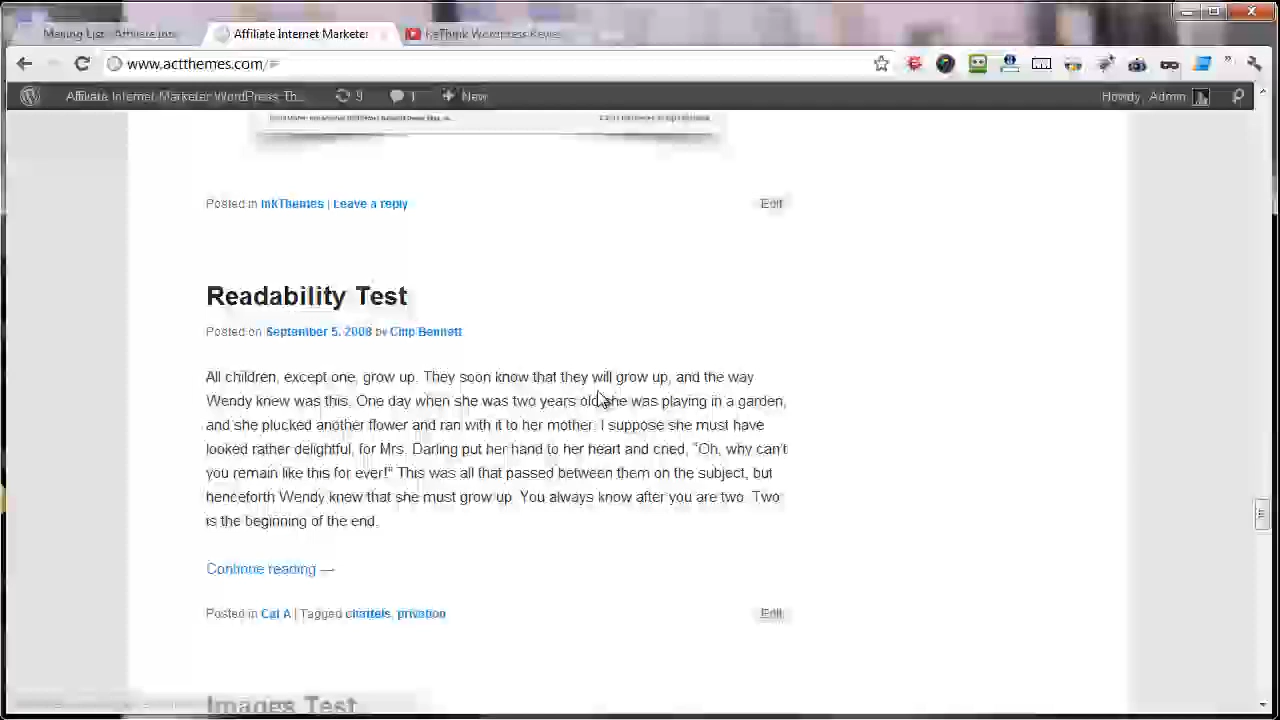 Mailing List - Affiliate Inte
Affiliate Internet Marketer
ReThink Wordpress
www.actthemes.com/
Affiliate Internet Marketer WordPress Th...
9
1
New
Howdy, Admin
Posted in InkThemes | Leave a reply
Edit
Readability Test
Posted on September 5, 2008 by Chip Bennett
All children, except one, grow up. They soon know that they will grow up, and the way
Wendy knew was this. One day when she was two years old she was playing in a garden,
and she plucked another flower and ran with it to her mother. I suppose she must have
looked rather delightful, for Mrs. Darling put her hand to her heart and cried, “Oh, why can’t
you remain like this for ever!” This was all that passed between them on the subject, but
henceforth Wendy knew that she must grow up. You always know after you are two. Two
is the beginning of the end.
Continue reading →
Posted in Cat A | Tagged chattels, privation
Edit
Images Test